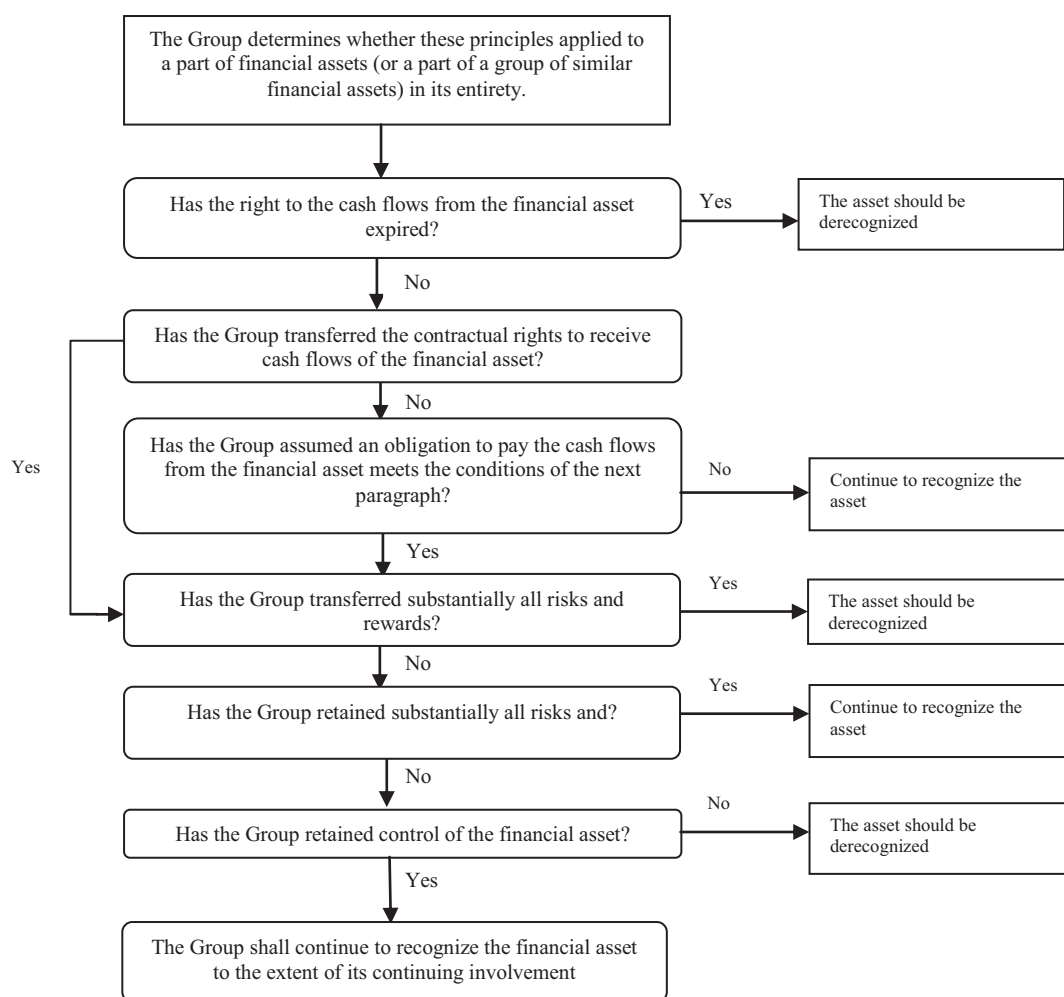 The Group determines whether these principles applied to
a part of financial assets (or a part of a group of similar
financial assets) in its entirety.
Has the right to the cash flows from the financial asset
expired?
Yes
The asset should be
derecognized
No
Has the Group transferred the contractual rights to receive
cash flows of the financial asset?
No
Yes
Has the Group assumed an obligation to pay the cash flows
from the financial asset meets the conditions of the next
paragraph?
No
Continue to recognize the
asset
Yes
Has the Group transferred substantially all risks and
rewards?
Yes
The asset should be
derecognized
No
Has the Group retained substantially all risks and?
Yes
Continue to recognize the
asset
No
Has the Group retained control of the financial asset?
No
The asset should be
derecognized
Yes
The Group shall continue to recognize the financial asset
to the extent of its continuing involvement